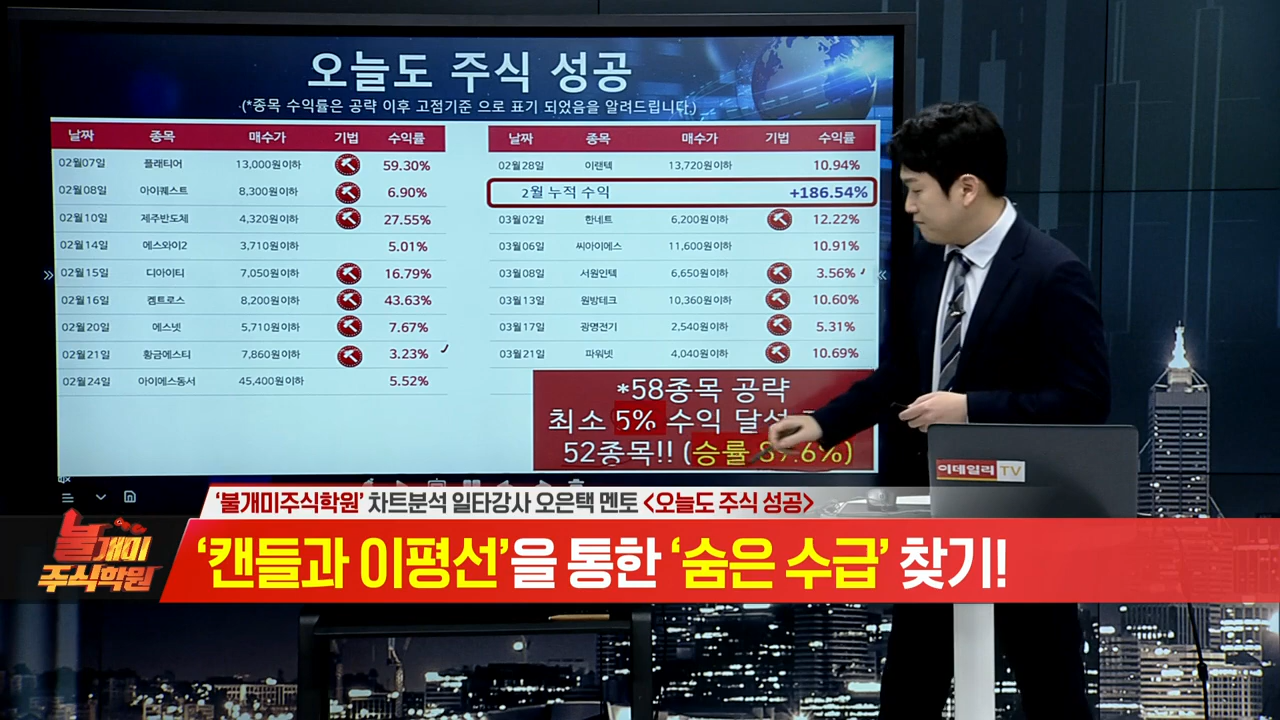 오늘도 주식 성공
(*종목 수익률은 공략 이후 고점기준 으로 표기 되었음을 알려드립니다.)
날짜 종목 매수가 기법 수익률
02월07일 플래티어 13,000원이하 59.30%
02월08일 아이퀘스트 8,300원이하 6.90%
02월10일 제주반도체 4,320원이하 27.55%
02월14일 에스와이2 3,710원이하 5.01%
02월15일 디아이티 7,050원이하 16.79%
02월16일 켐트로스 8,200원이하 43.63%
02월20일 에스넷 5,710원이하 7.67%
02월21일 황금에스티 7,860원이하 3.23%
02월24일 아이에스동서 45,400원이하 5.52%
날짜 종목 매수가 기법 수익률
02월28일 이랜텍 13,720원이하 10.94%
2월 누적 수익 +186.54%
03월02일 한네트 6,200원이하 12.22%
03월06일 씨아이에스 11,600원이하 10.91%
03월08일 서원인텍 6,650원이하 3.56%
03월13일 원방테크 10,360원이하 10.60%
03월17일 광명전기 2,540원이하 5.31%
03월21일 파워넷 4,040원이하 10.69%
*58종목 공략
최소 5% 수익 달성
52종목!! (승률 89.6%)
이데일리TV
'불개미주식학원' 차트분석 일타강사 오은택 멘토 <오늘도 주식 성공>
불개미
주식학원
'캔들과 이평선'을 통한 '숨은 수급' 찾기!